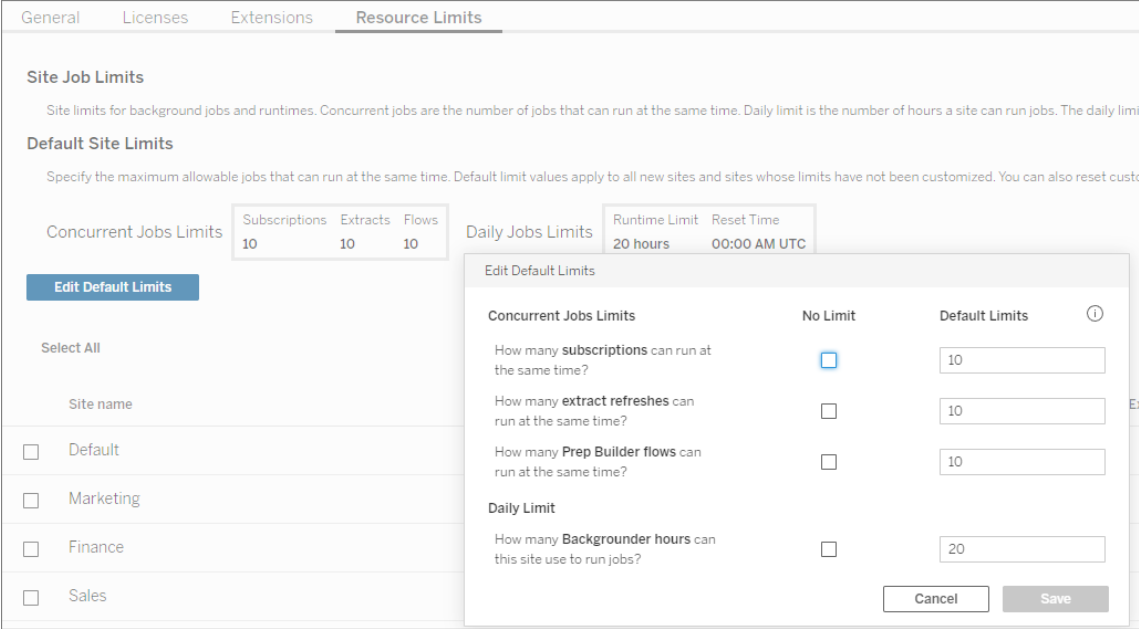 General Licenses Extensions Resource Limits
Site Job Limits
Site limits for background jobs and runtimes. Concurrent jobs are the number of jobs that can run at the same time. Daily limit is the number of hours a site can run jobs. The daily limi
Default Site Limits
Specify the maximum allowable jobs that can run at the same time. Default limit values apply to all new sites and sites whose limits have not been customized. You can also reset custo
Concurrent Jobs Limits
Subscriptions Extracts Flows
10 10 10
Daily Jobs Limits
Runtime Limit Reset Time
20 hours 00:00 AM UTC
Edit Default Limits
Select All
Site name
Default
Marketing
Finance
Sales
Edit Default Limits
Concurrent Jobs Limits No Limit Default Limits
How many subscriptions can run at
the same time?
10
How many extract refreshes can
run at the same time?
10
How many Prep Builder flows can
run at the same time?
10
Daily Limit
How many Backgrounder hours can
this site use to run jobs?
20
Cancel Save